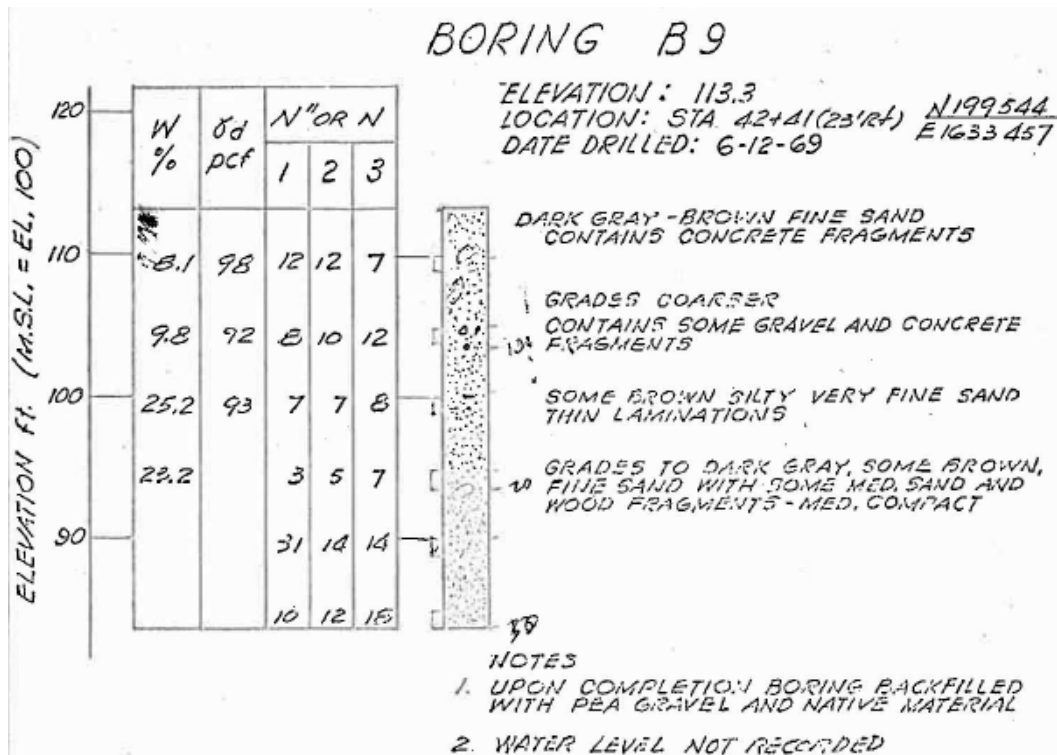 BORING B9
ELEVATION: 113.3
LOCATION: STA. 42+41(23'Rt) N199544
E1633457
DATE DRILLED: 6-12-69
ELEVATION Ft. (M.S.L. = EL. 100)
120
110
100
90
W % γd pcf N" OR N
1 2 3
8.1 98 12 12 7
9.8 92 8 10 12
25.2 93 7 7 8
23.2 3 5 7
31 14 14
10 12 18
DARK GRAY-BROWN FINE SAND
CONTAINS CONCRETE FRAGMENTS
GRADES COARSER
CONTAINS SOME GRAVEL AND CONCRETE
FRAGMENTS
SOME BROWN SILTY VERY FINE SAND
THIN LAMINATIONS
GRADES TO DARK GRAY, SOME BROWN,
FINE SAND WITH SOME MED. SAND AND
WOOD FRAGMENTS - MED. COMPACT
20
NOTES
1. UPON COMPLETION BORING BACKFILLED
WITH PEA GRAVEL AND NATIVE MATERIAL
2. WATER LEVEL NOT RECORDED